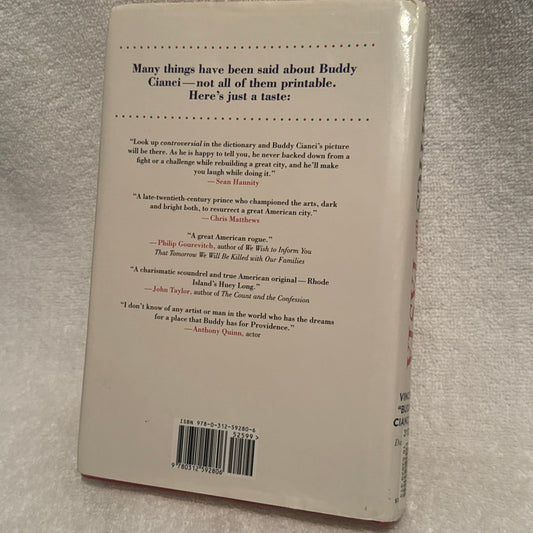 Many things have been said about Buddy
Cianci—not all of them printable.
Here's just a taste:
"Look up controversial in the dictionary and Buddy Cianci's picture
will be there. As he is happy to tell you, he never backed down from a
fight or a challenge while rebuilding a great city, and he'll make
you laugh while doing it."
—Sean Hannity
"A late-twentieth-century prince who championed the arts, dark
and bright both, to resurrect a great American city."
—Chris Matthews
"A great American rogue."
—Philip Gourevitch, author of We Wish to Inform You
That Tomorrow We Will Be Killed with Our Families
"A charismatic scoundrel and true American original—Rhode
Island's Huey Long."
—John Taylor, author of The Count and the Confession
"I don't know of any artist or man in the world who has the dreams
for a place that Buddy has for Providence."
—Anthony Quinn, actor
ISBN 978-0-312-59280-6
52599>
9 780312 592806